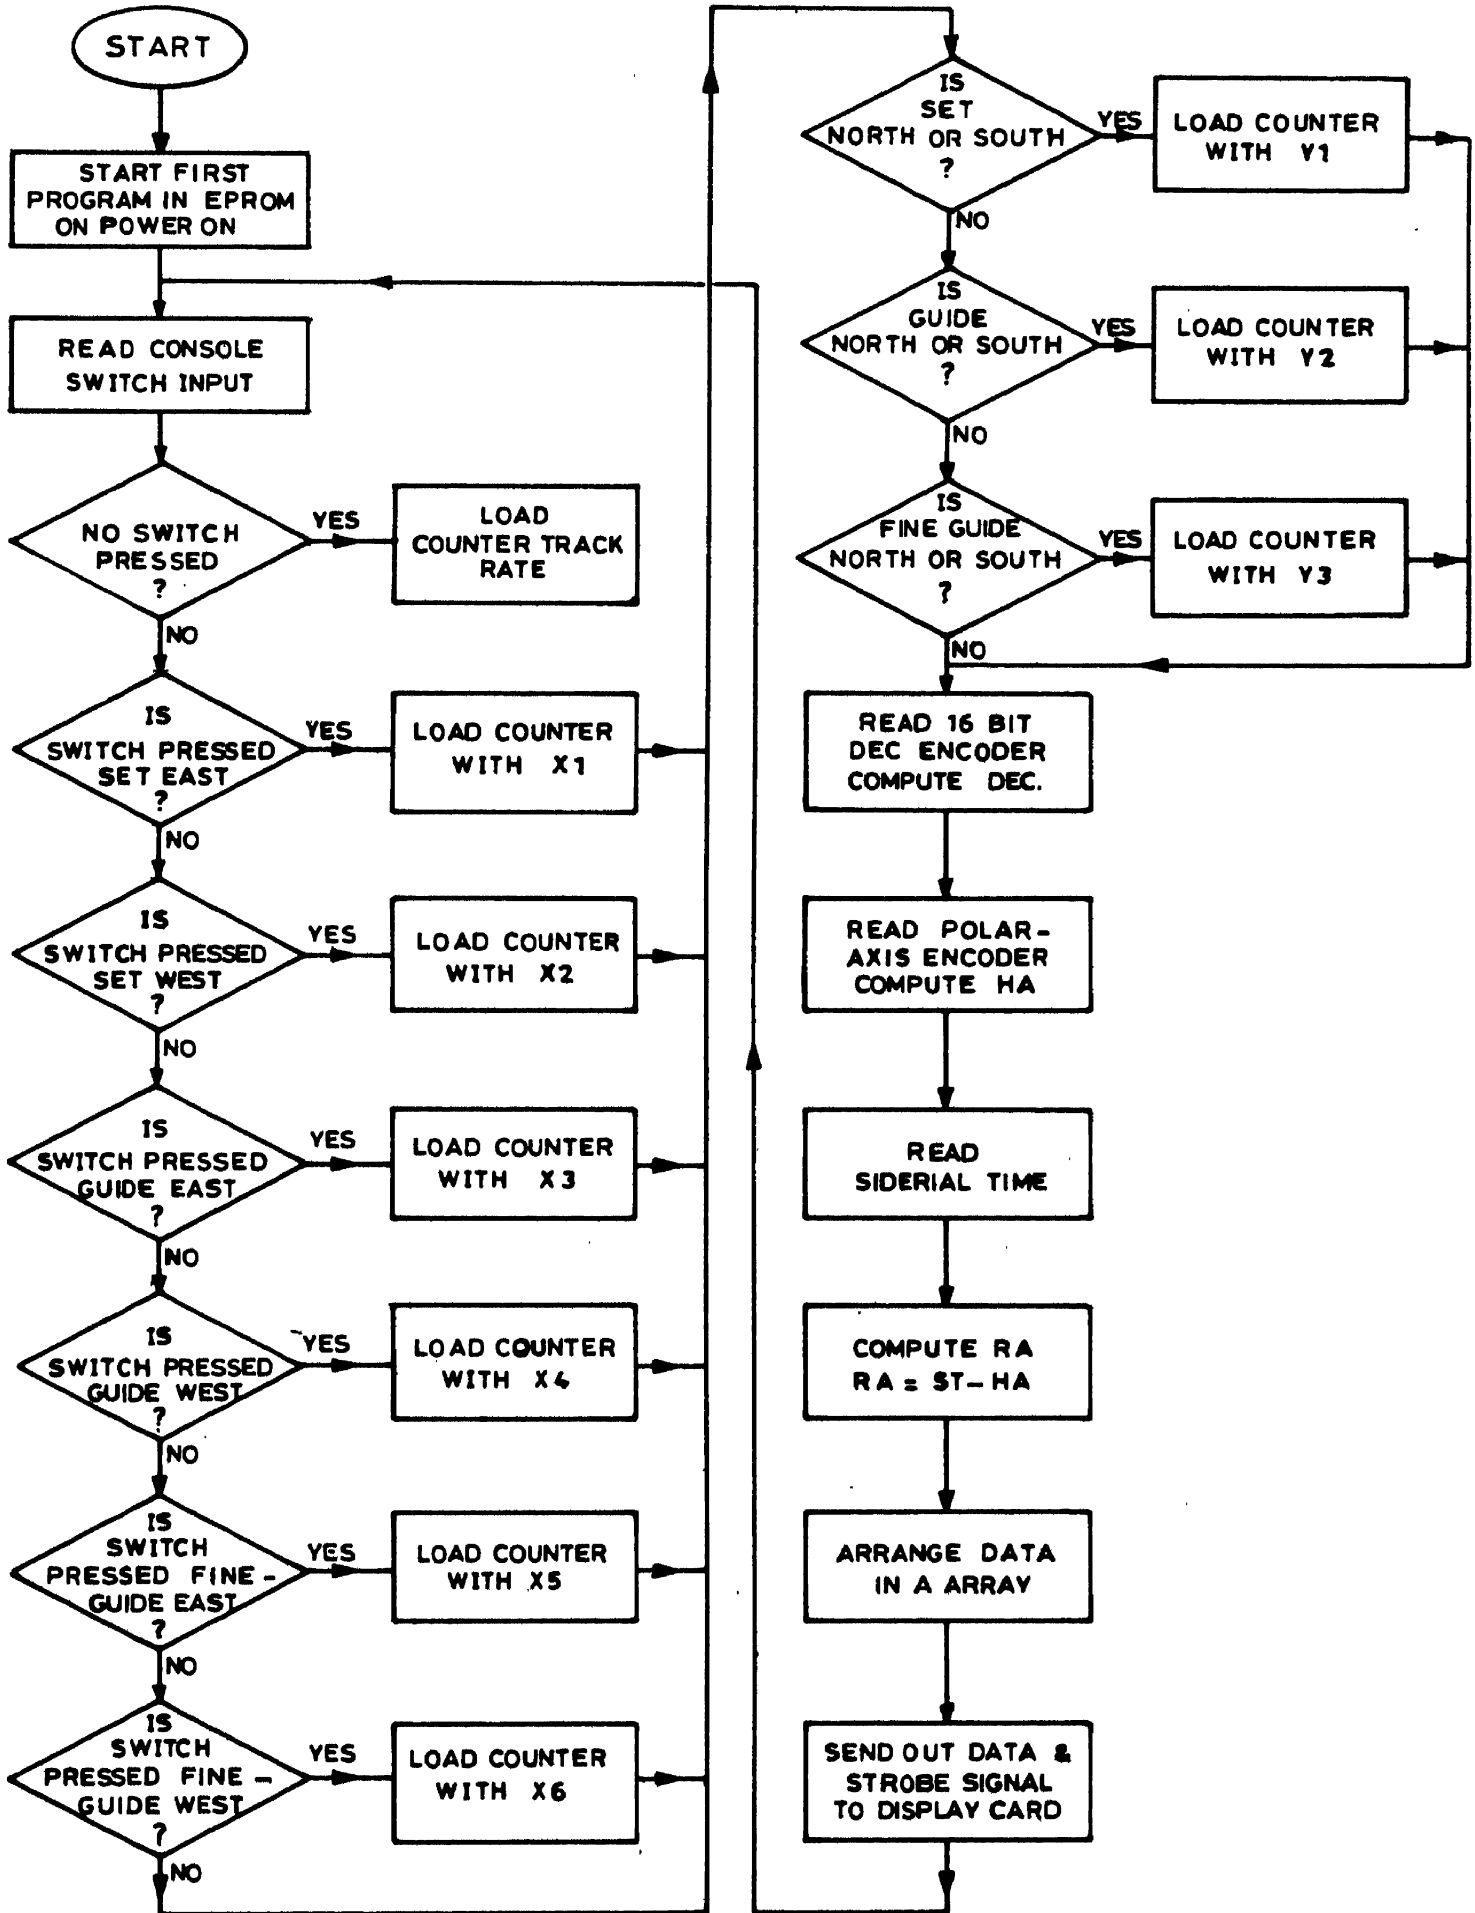 START
START FIRST
PROGRAM IN EPROM
ON POWER ON
READ CONSOLE
SWITCH INPUT
NO SWITCH
PRESSED
?
YES
LOAD
COUNTER TRACK
RATE
NO
IS
SWITCH PRESSED
SET EAST
?
YES
LOAD COUNTER
WITH X1
NO
IS
SWITCH PRESSED
SET WEST
?
YES
LOAD COUNTER
WITH X2
NO
IS
SWITCH PRESSED
GUIDE EAST
?
YES
LOAD COUNTER
WITH X3
NO
IS
SWITCH PRESSED
GUIDE WEST
?
YES
LOAD COUNTER
WITH X4
NO
IS
SWITCH
PRESSED FINE-
GUIDE EAST
?
YES
LOAD COUNTER
WITH X5
NO
IS
SWITCH
PRESSED FINE-
GUIDE WEST
?
YES
LOAD COUNTER
WITH X6
NO
IS
SET
NORTH OR SOUTH
?
YES
LOAD COUNTER
WITH Y1
NO
IS
GUIDE
NORTH OR SOUTH
?
YES
LOAD COUNTER
WITH Y2
NO
IS
FINE GUIDE
NORTH OR SOUTH
?
YES
LOAD COUNTER
WITH Y3
NO
READ 16 BIT
DEC ENCODER
COMPUTE DEC.
READ POLAR-
AXIS ENCODER
COMPUTE HA
READ
SIDERIAL TIME
COMPUTE RA
RA = ST-HA
ARRANGE DATA
IN A ARRAY
SEND OUT DATA &
STROBE SIGNAL
TO DISPLAY CARD